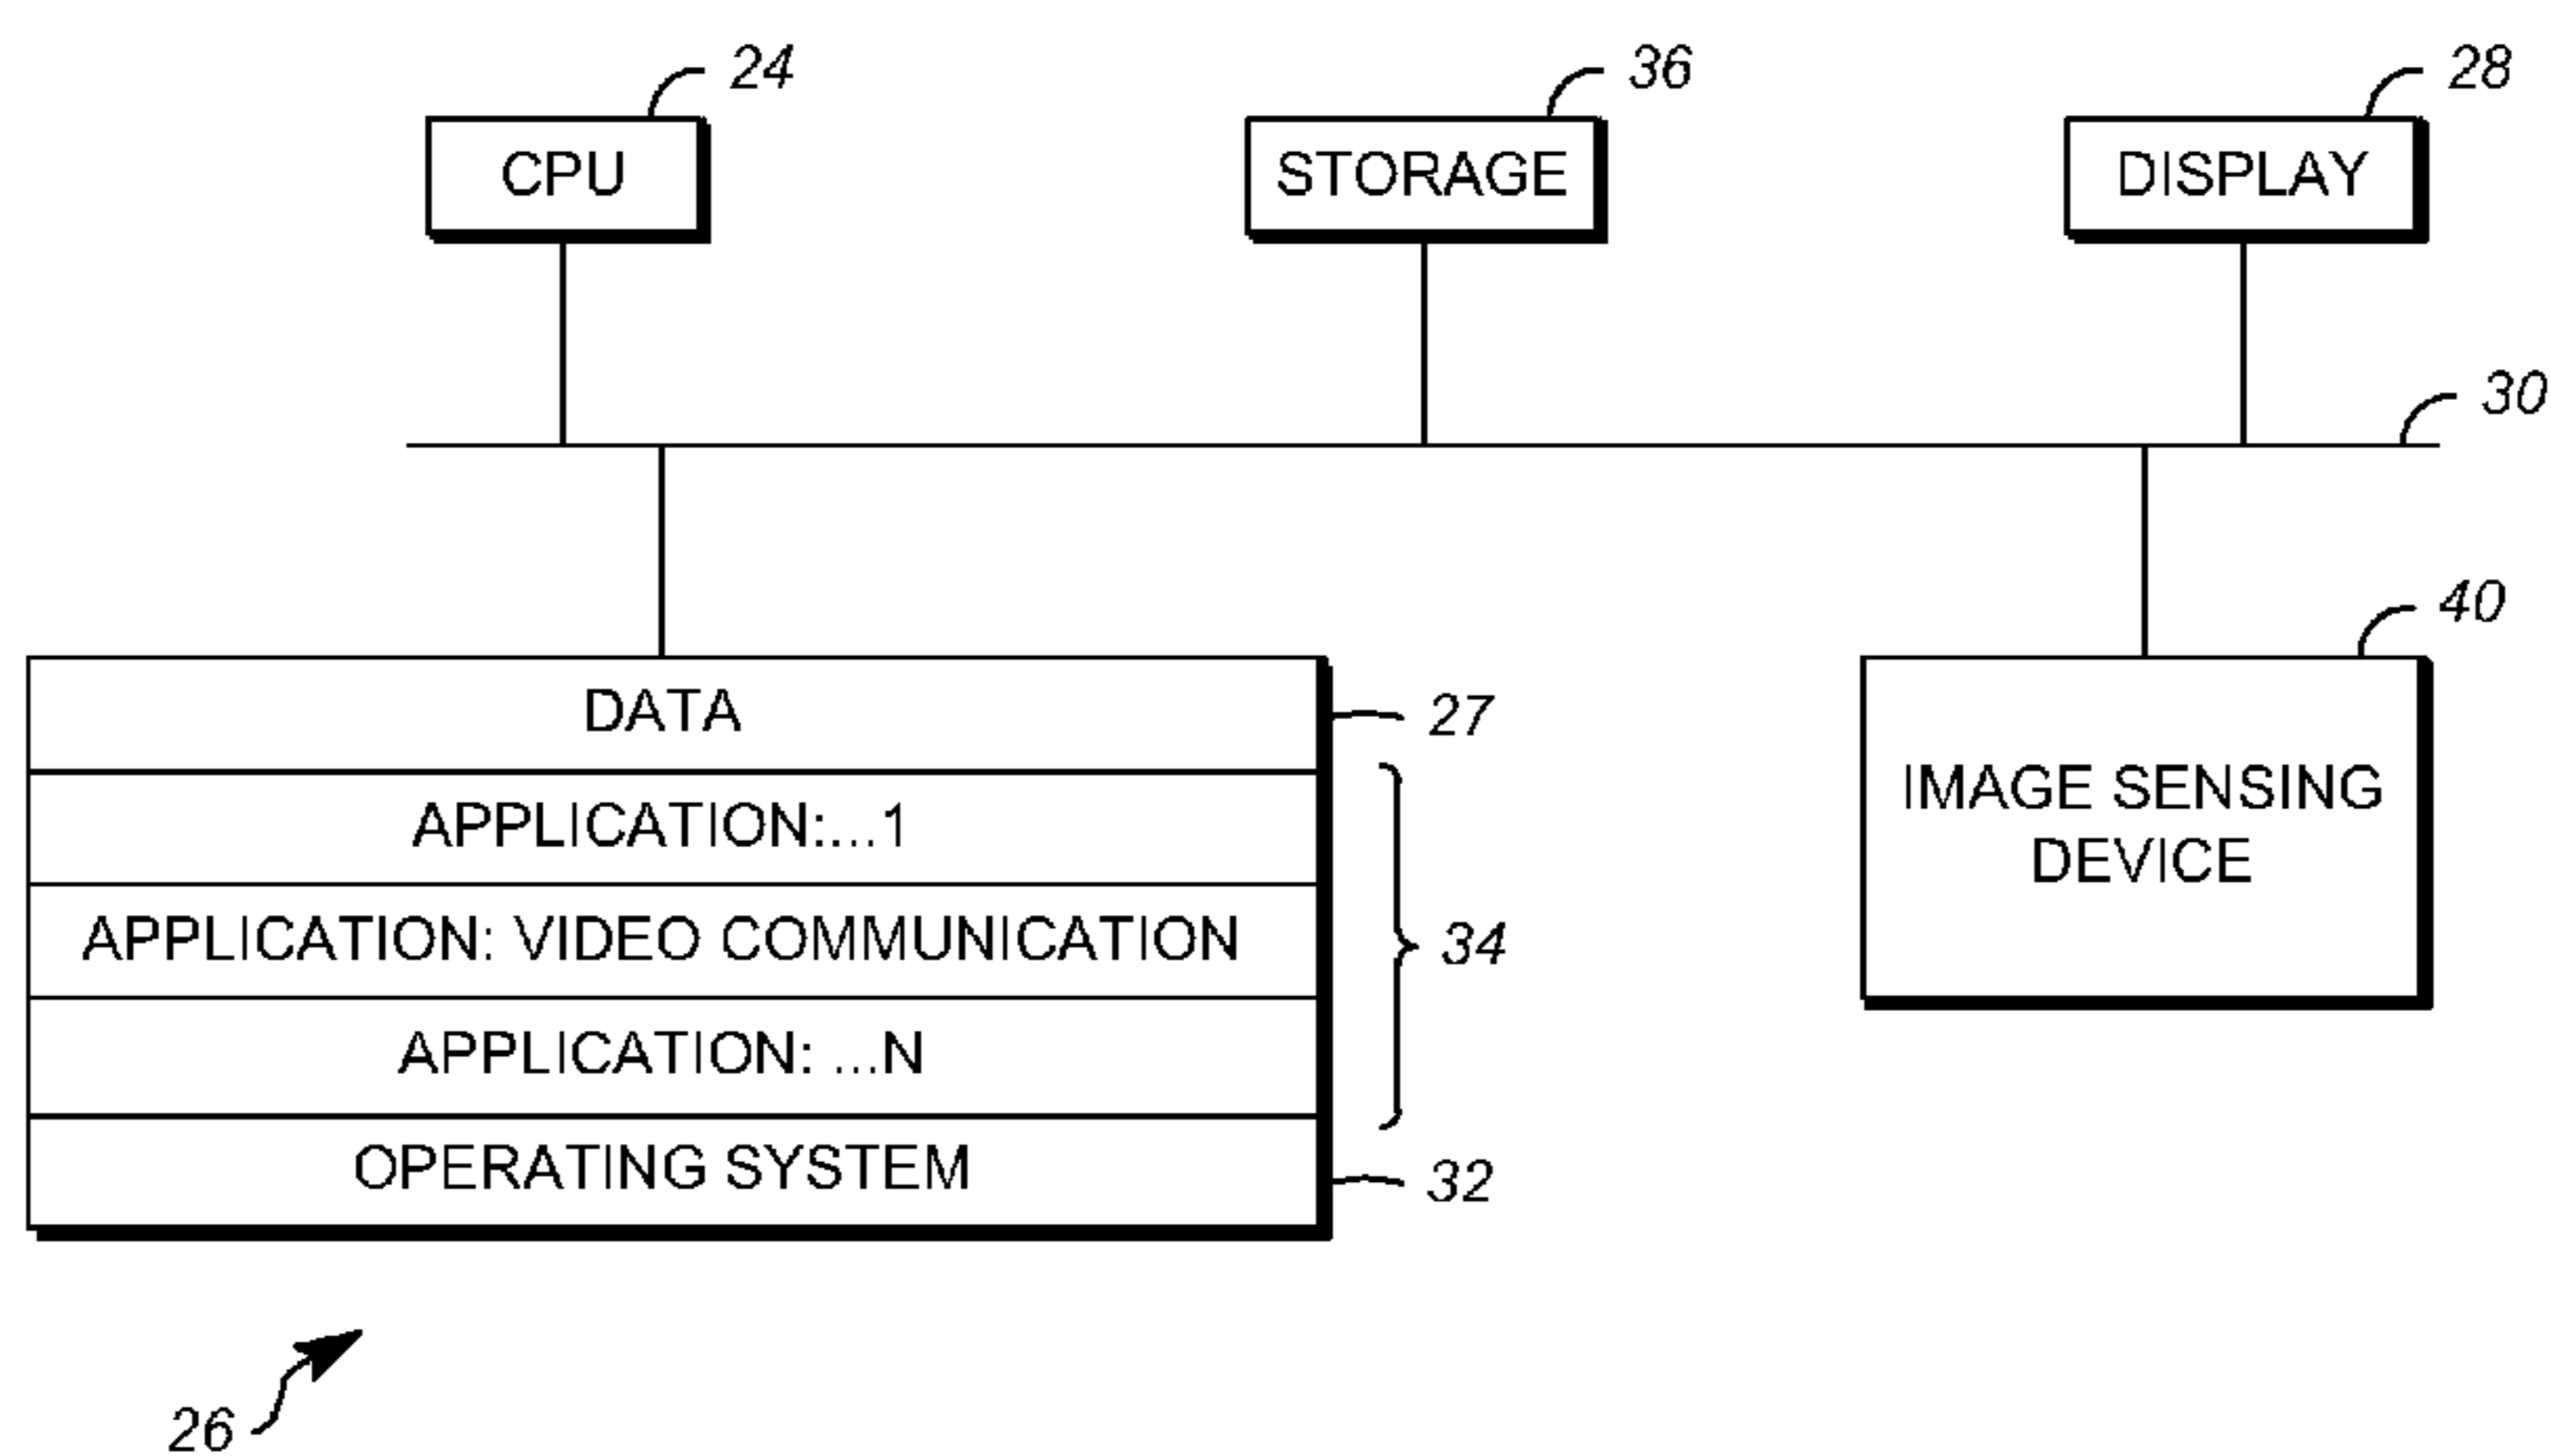 24
36
28
CPU
STORAGE
DISPLAY
30
40
DATA
27
APPLICATION:...1
IMAGE SENSING
DEVICE
APPLICATION: VIDEO COMMUNICATION
34
APPLICATION: ...N
OPERATING SYSTEM
32
26